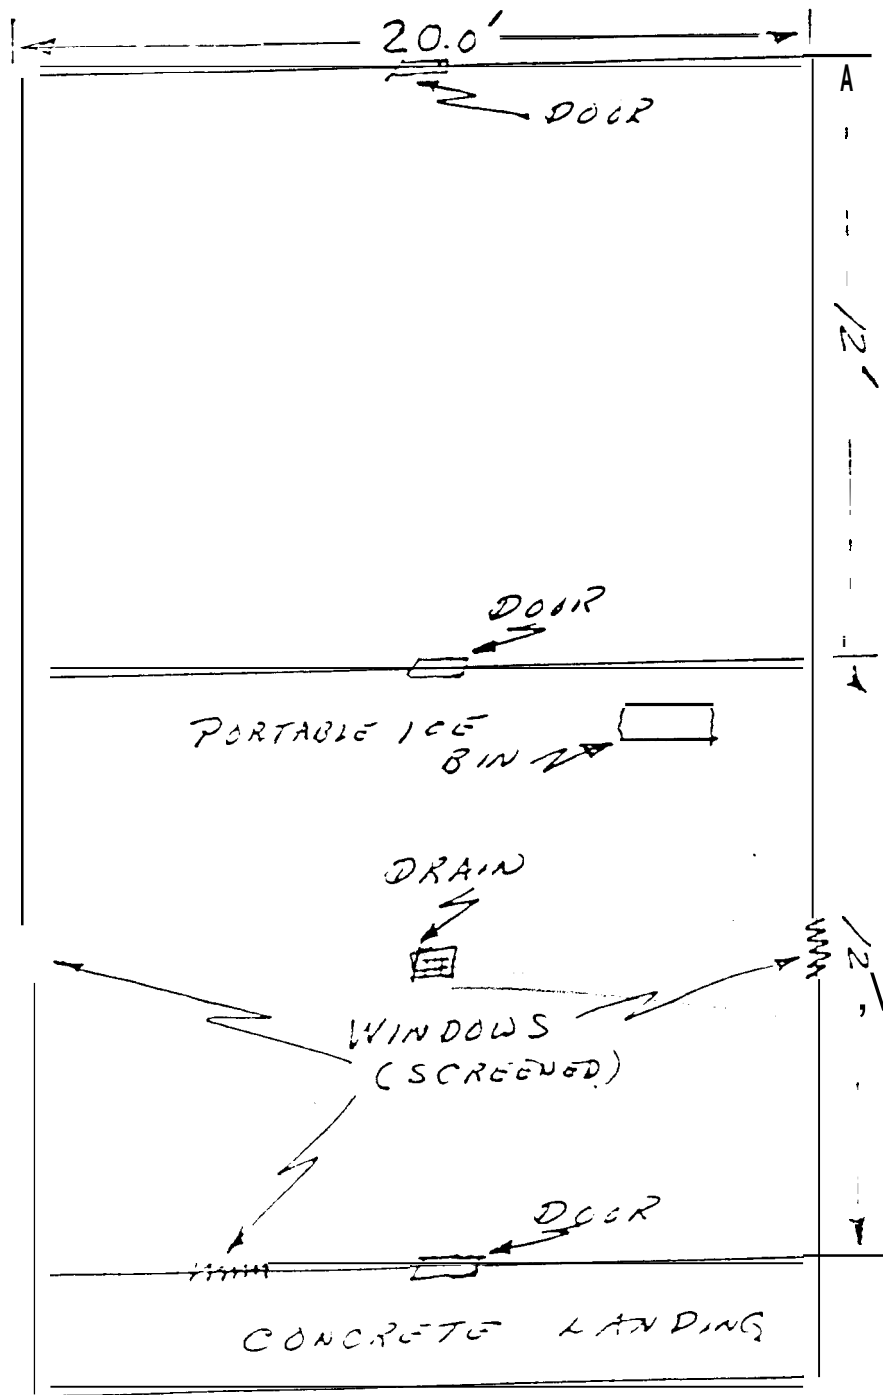 20.0'
A
DOOR
12'
DOOR
PORTABLE ICE
BIN
DRAIN
12'
WINDOWS
(SCREENED)
DOOR
CONCRETE LANDING